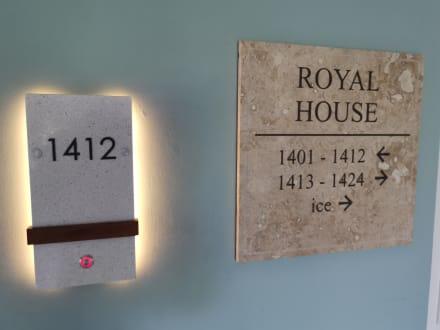 1412
ROYAL
HOUSE
1401 - 1412 ←
1413 - 1424 →
ice →